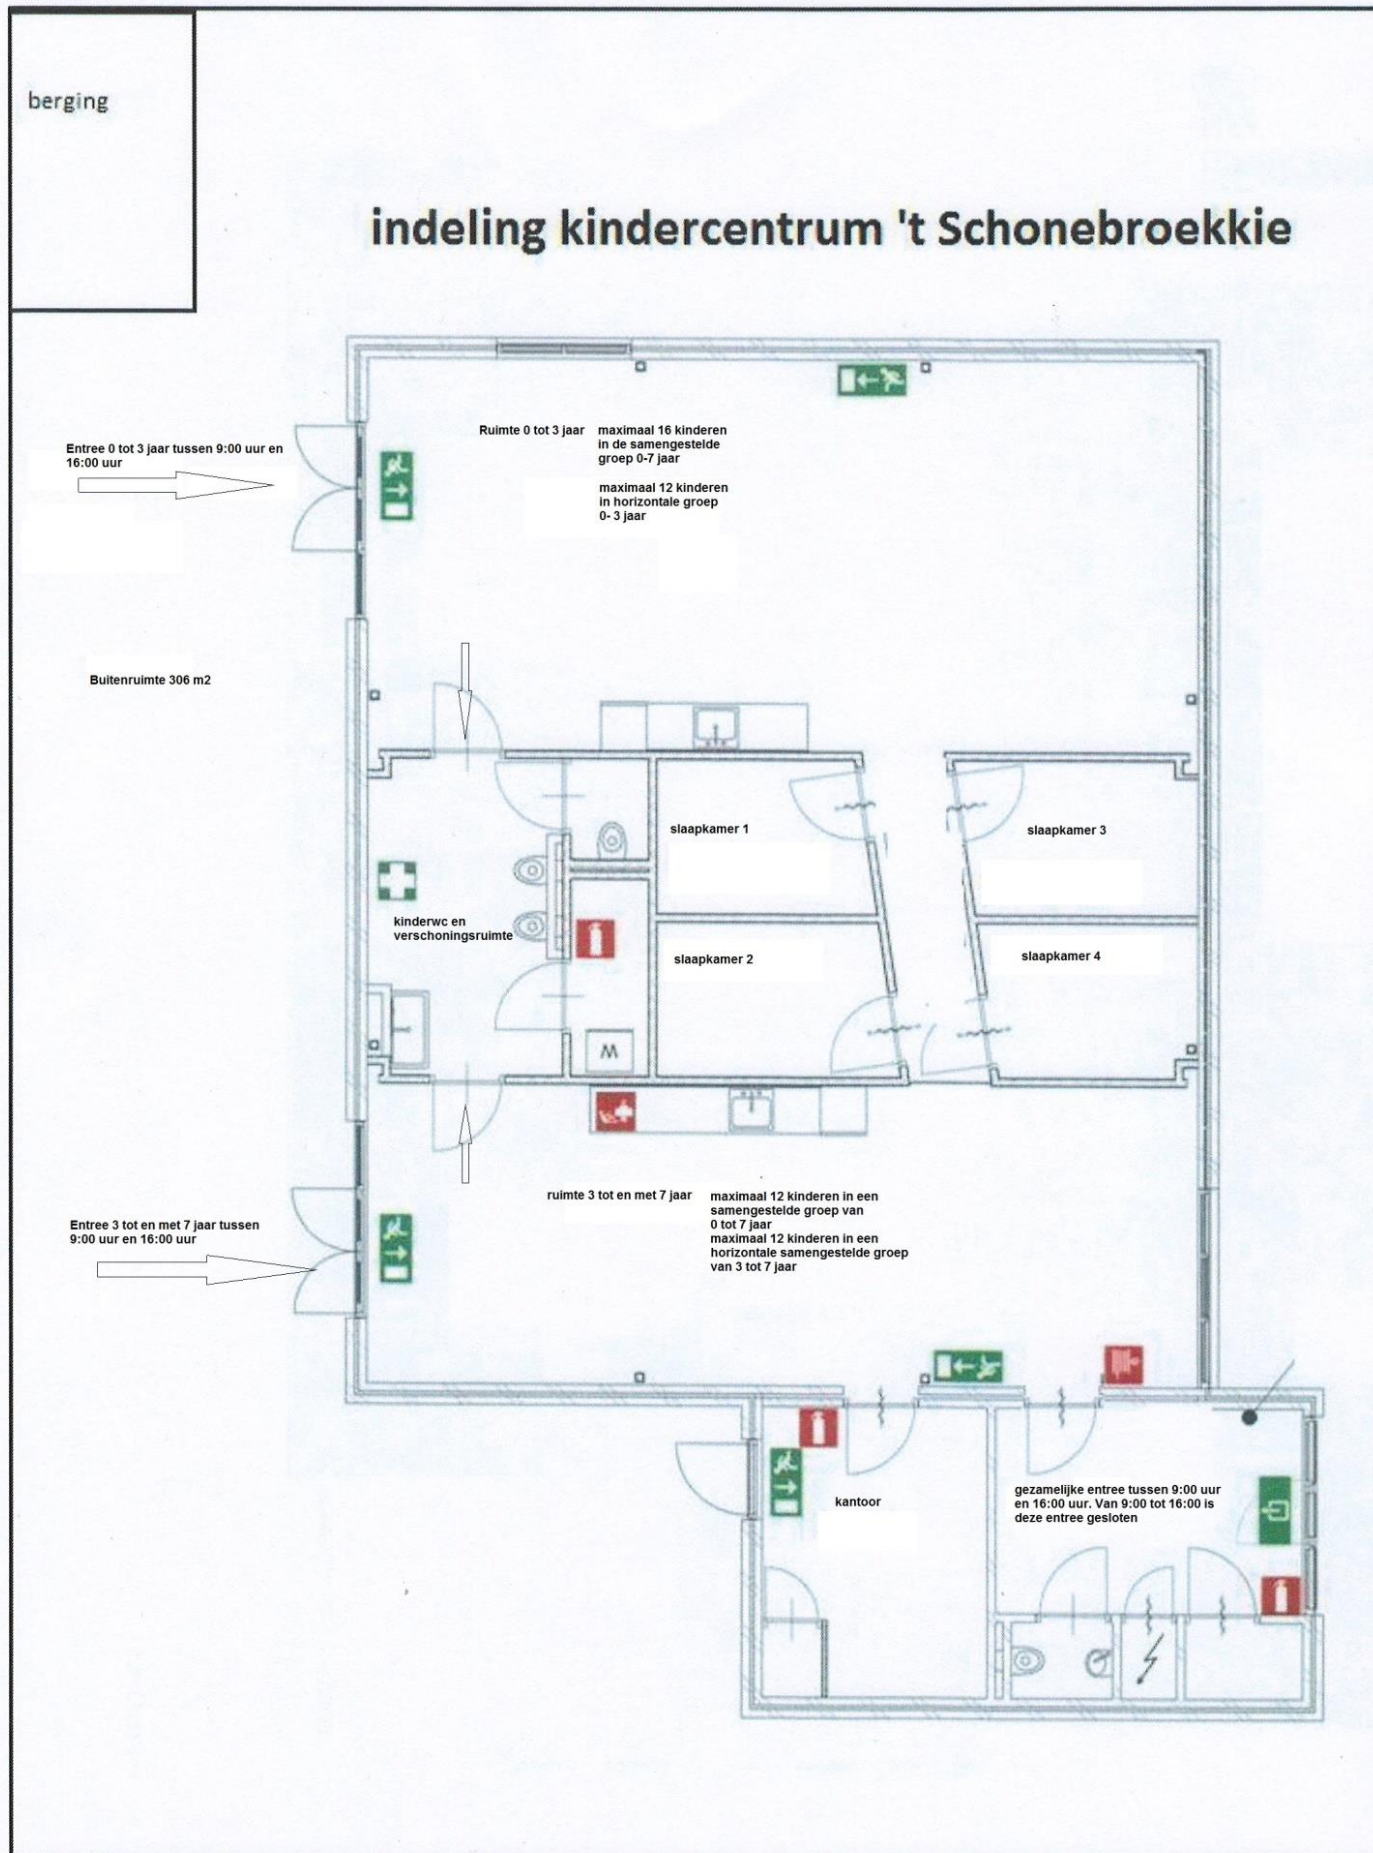 berging
indeling kindercentrum 't Schonebroekkie
Entree 0 tot 3 jaar tussen 9:00 uur en
16:00 uur
Ruimte 0 tot 3 jaar
maximaal 16 kinderen
in de samengestelde
groep 0-7 jaar
maximaal 12 kinderen
in horizontale groep
0- 3 jaar
Buitenruimte 306 m2
slaapkamer 1
slaapkamer 3
kinderwc en
verschoningsruimte
slaapkamer 2
slaapkamer 4
W
ruimte 3 tot en met 7 jaar
maximaal 12 kinderen in een
samengestelde groep van
0 tot 7 jaar
maximaal 12 kinderen in een
horizontale samengestelde groep
van 3 tot 7 jaar
Entree 3 tot en met 7 jaar tussen
9:00 uur en 16:00 uur
kantoor
gezamelijke entree tussen 9:00 uur
en 16:00 uur. Van 9:00 tot 16:00 is
deze entree gesloten